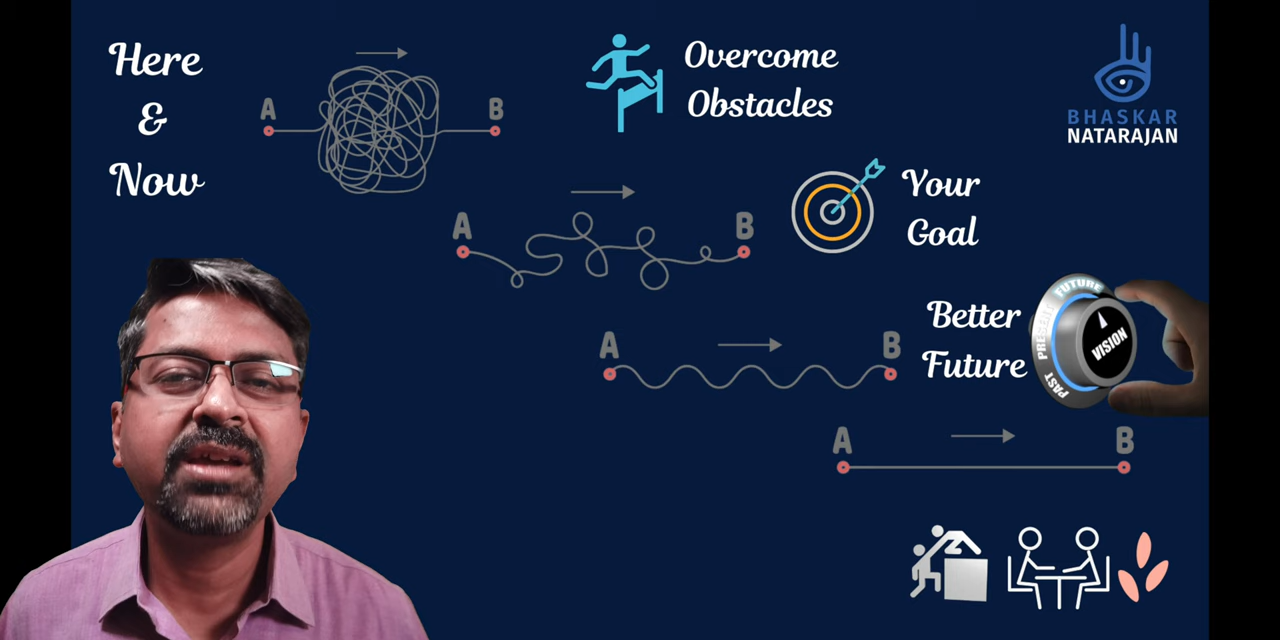 Here
&
Now
A
B
Overcome
Obstacles
BHASKAR
NATARAJAN
A
B
Your
Goal
Better
Future
PAST PRESENT FUTURE
VISION
A
B
A
B